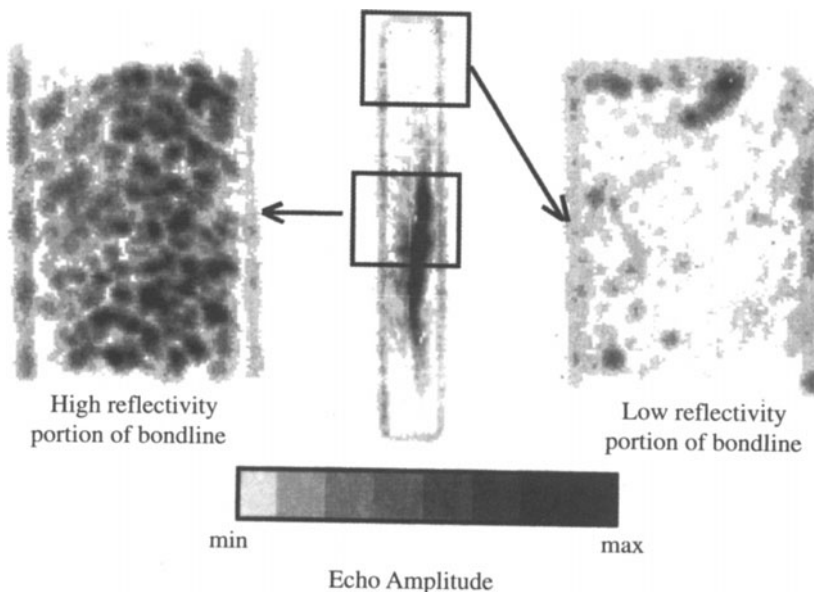 High reflectivity
portion of bondline
Low reflectivity
portion of bondline
min
max
Echo Amplitude